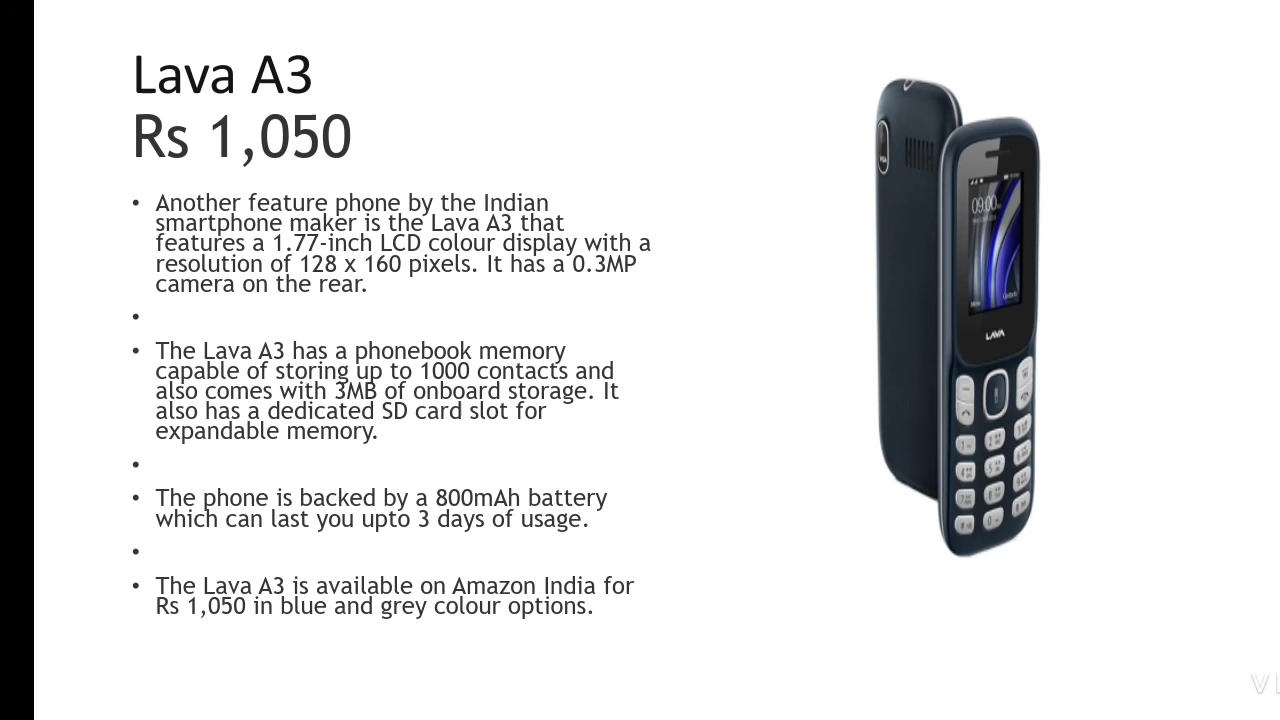 Lava A3
Rs 1,050
• Another feature phone by the Indian
smartphone maker is the Lava A3 that
features a 1.77-inch LCD colour display with a
resolution of 128 x 160 pixels. It has a 0.3MP
camera on the rear.
•
• The Lava A3 has a phonebook memory
capable of storing up to 1000 contacts and
also comes with 3MB of onboard storage. It
also has a dedicated SD card slot for
expandable memory.
•
• The phone is backed by a 800mAh battery
which can last you upto 3 days of usage.
•
• The Lava A3 is available on Amazon India for
Rs 1,050 in blue and grey colour options.
09:00
Menu
LAVA